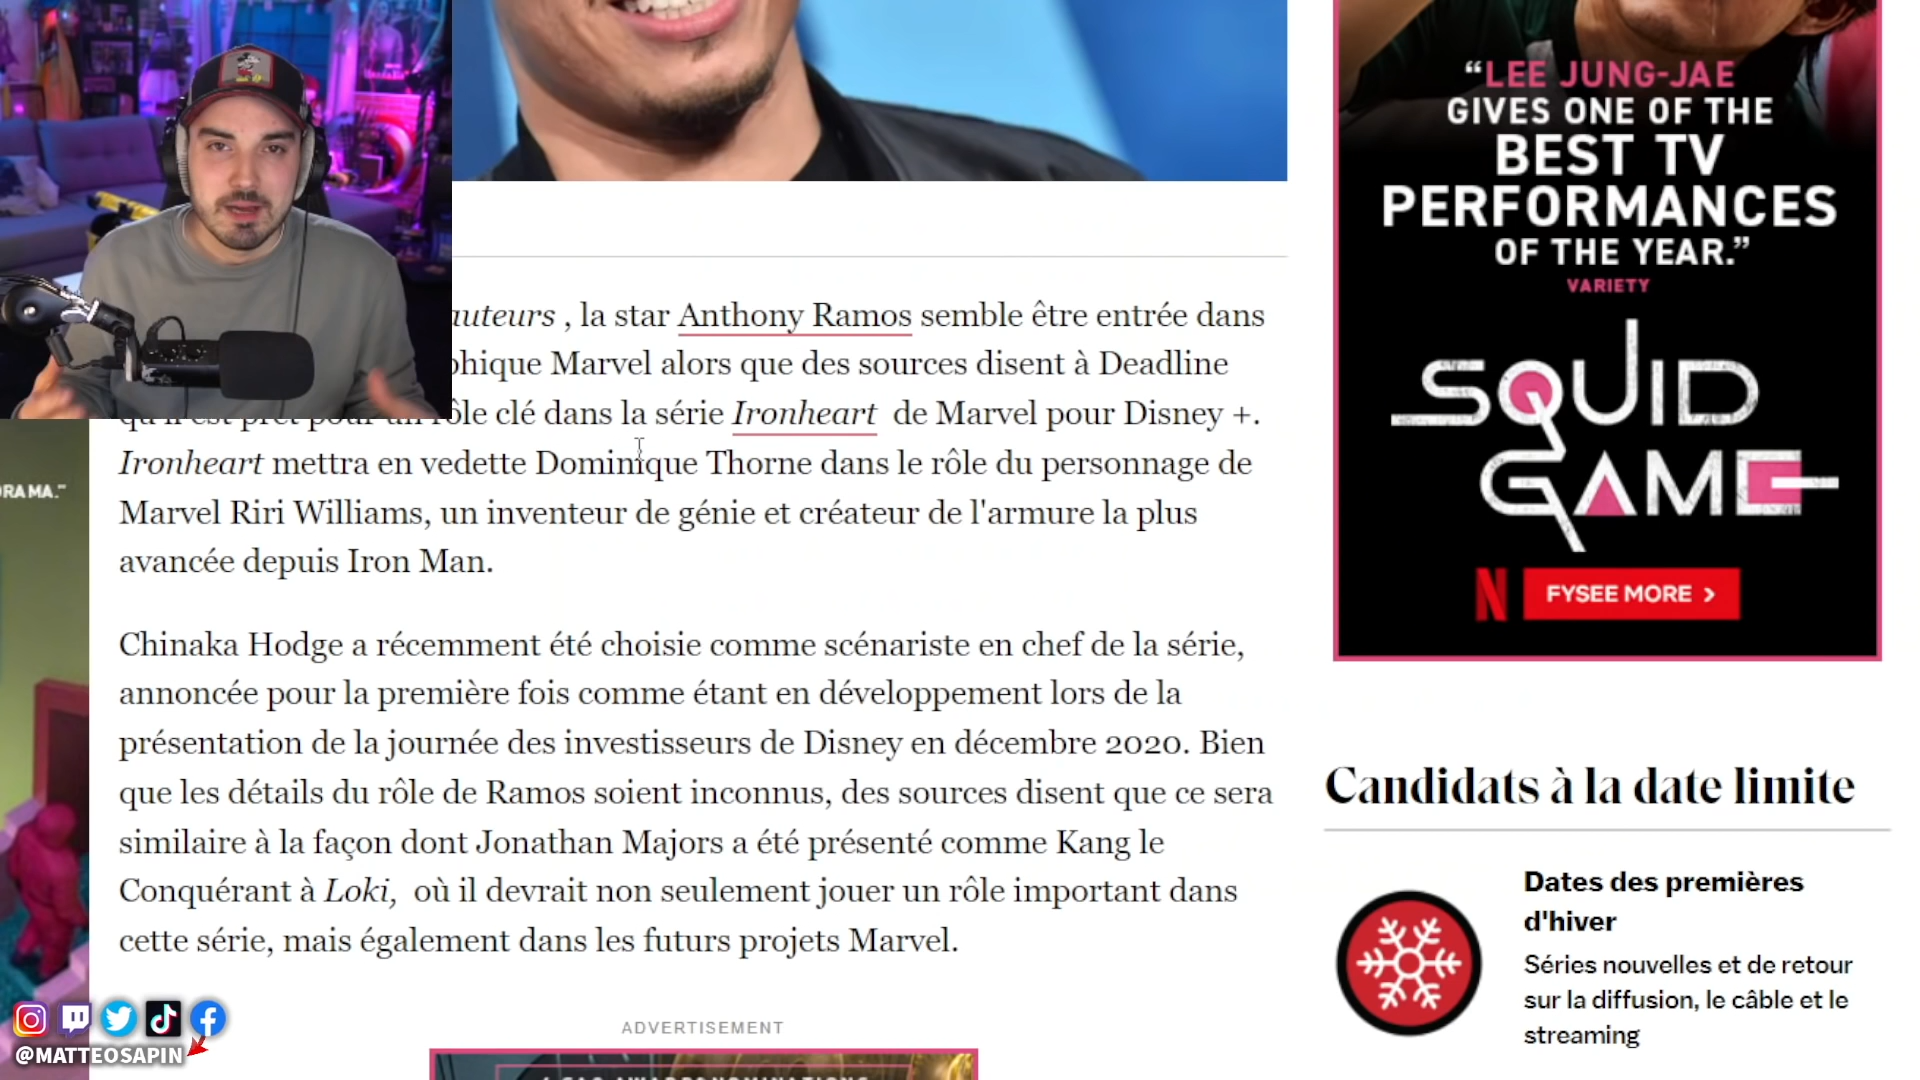 auteurs , la star Anthony Ramos semble être entrée dans
phique Marvel alors que des sources disent à Deadline
qu'il est prêt pour un rôle clé dans la série Ironheart de Marvel pour Disney +.
Ironheart mettra en vedette Dominique Thorne dans le rôle du personnage de
Marvel Riri Williams, un inventeur de génie et créateur de l'armure la plus
avancée depuis Iron Man.
Chinaka Hodge a récemment été choisie comme scénariste en chef de la série,
annoncée pour la première fois comme étant en développement lors de la
présentation de la journée des investisseurs de Disney en décembre 2020. Bien
que les détails du rôle de Ramos soient inconnus, des sources disent que ce sera
similaire à la façon dont Jonathan Majors a été présenté comme Kang le
Conquérant à Loki, où il devrait non seulement jouer un rôle important dans
cette série, mais également dans les futurs projets Marvel.
ADVERTISEMENT
"LEE JUNG-JAE
GIVES ONE OF THE
BEST TV
PERFORMANCES
OF THE YEAR."
VARIETY
SQUID
GAME
N
FYSEE MORE >
Candidats à la date limite
Dates des premières
d'hiver
Séries nouvelles et de retour
sur la diffusion, le câble et le
streaming
@MATTEOSAPIN